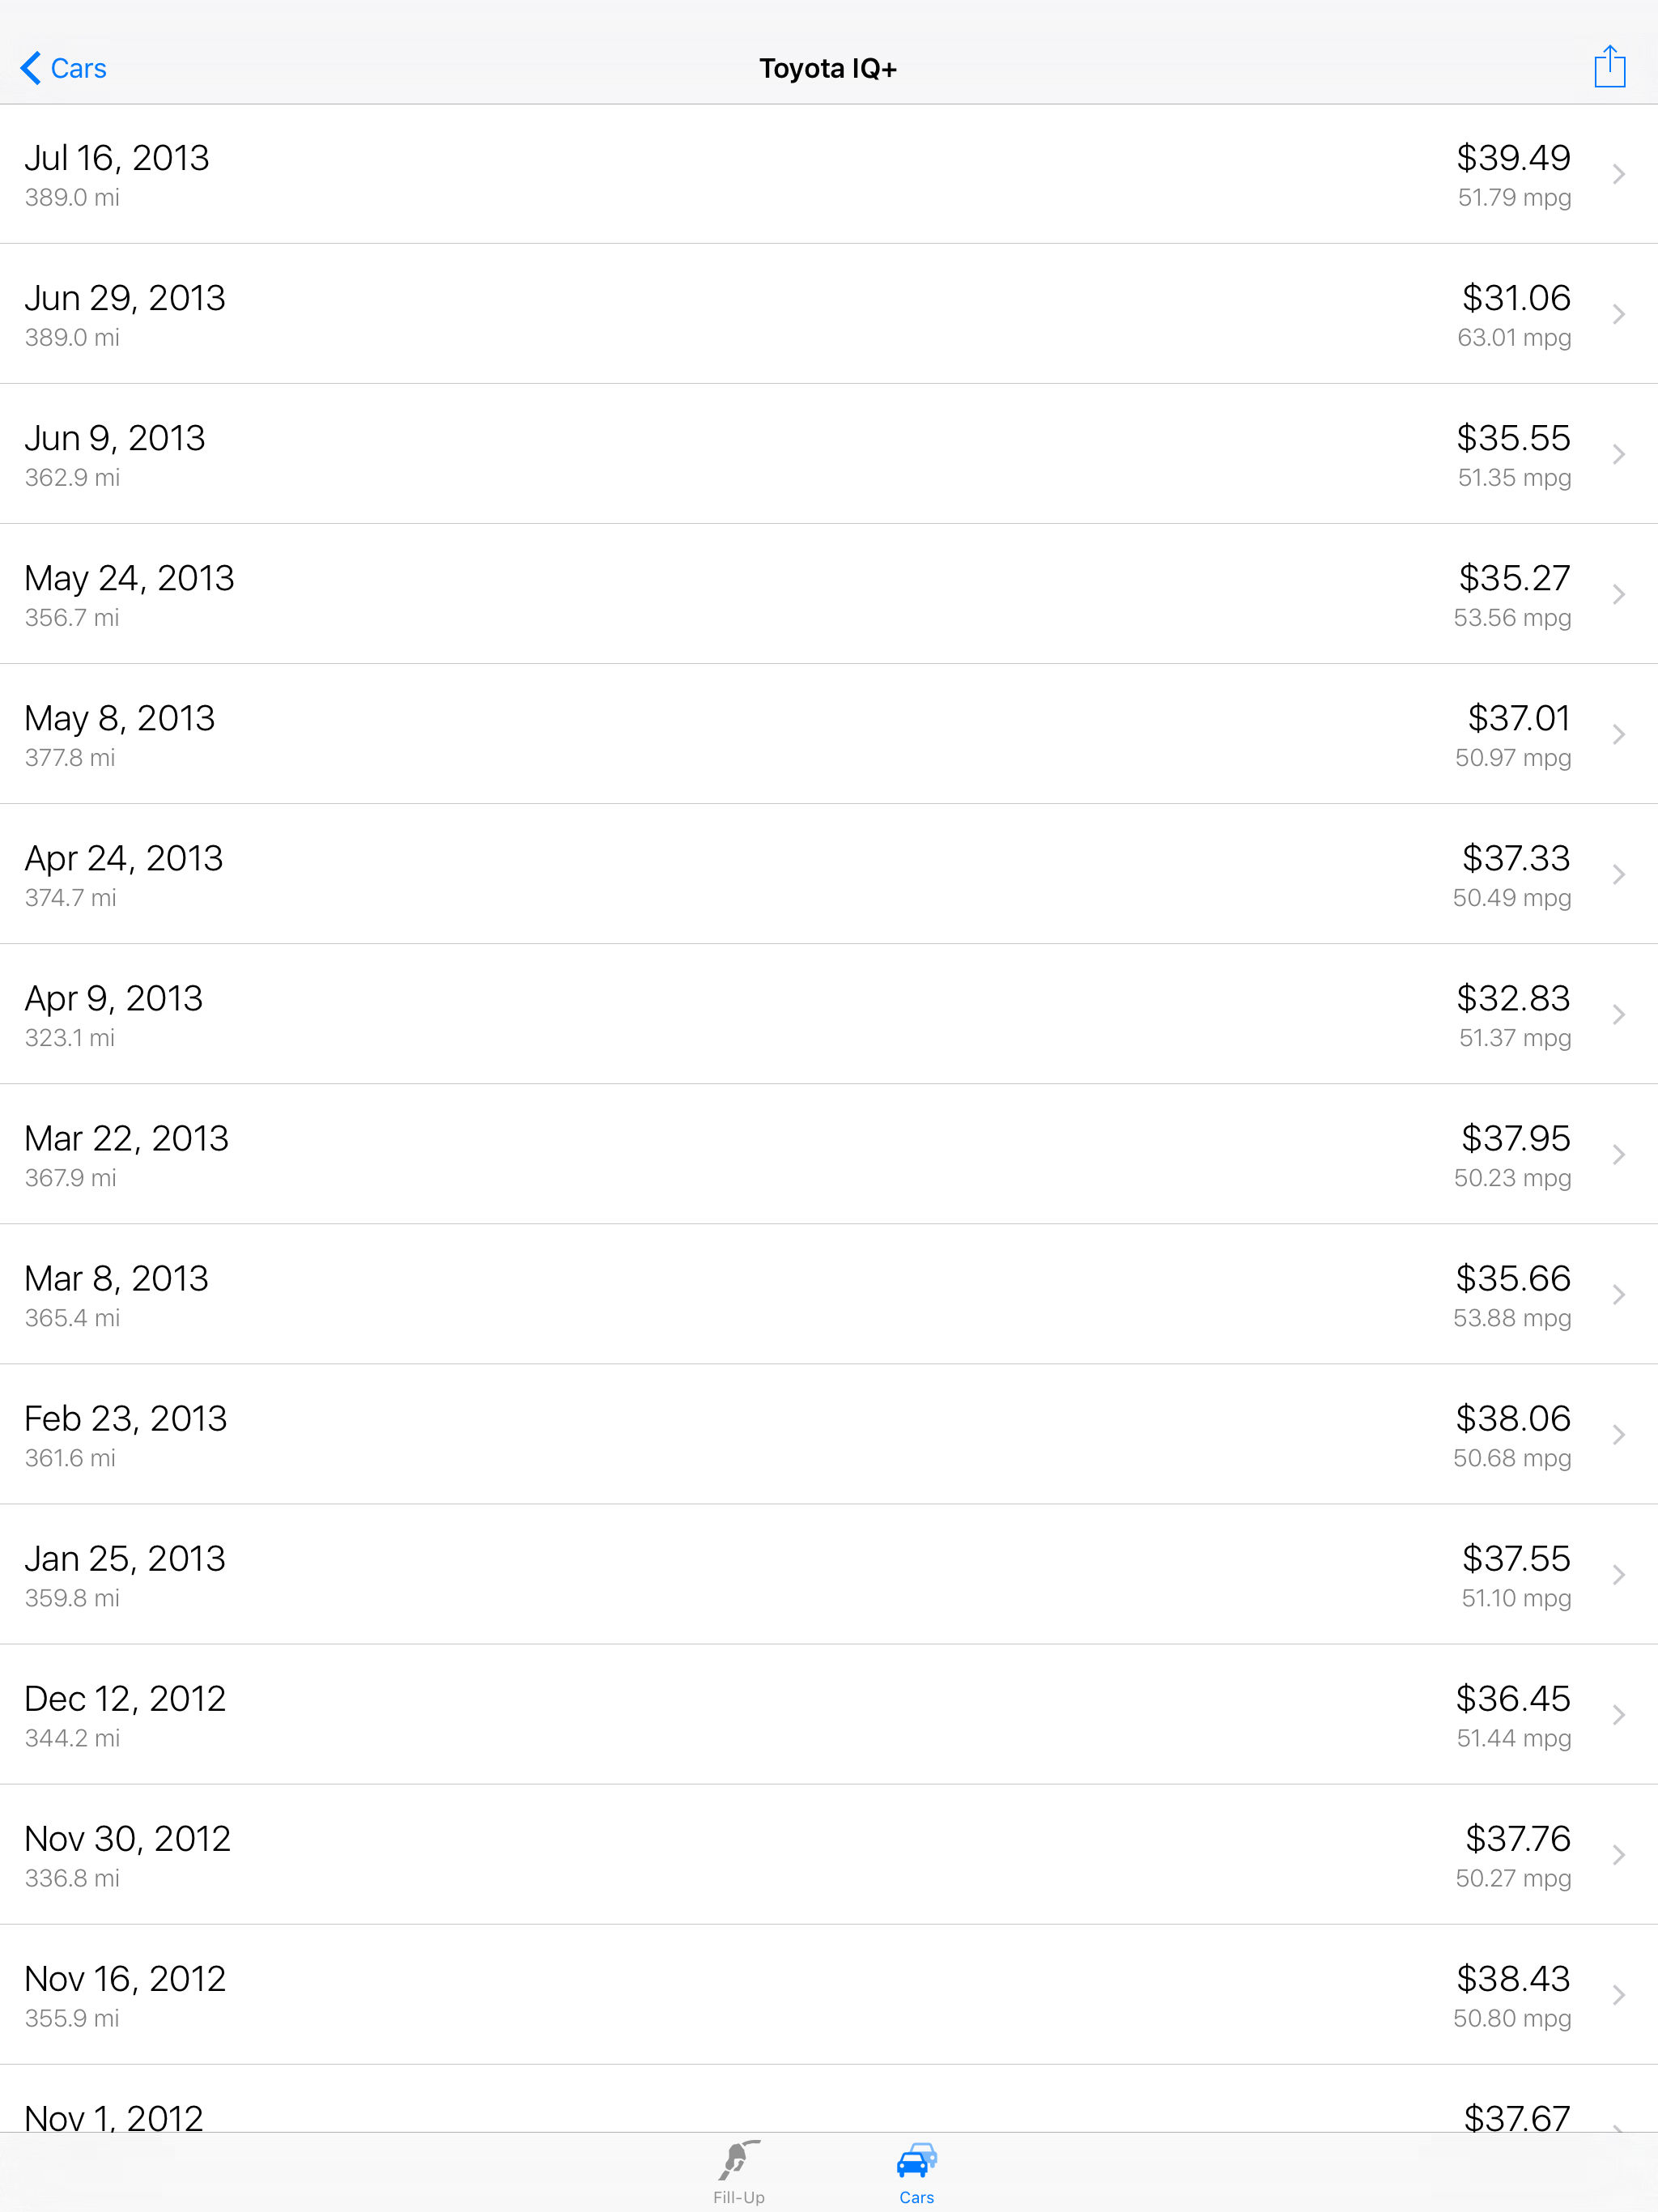 Cars
Toyota IQ+
Jul 16, 2013 $39.49
389.0 mi 51.79 mpg
Jun 29, 2013 $31.06
389.0 mi 63.01 mpg
Jun 9, 2013 $35.55
362.9 mi 51.35 mpg
May 24, 2013 $35.27
356.7 mi 53.56 mpg
May 8, 2013 $37.01
377.8 mi 50.97 mpg
Apr 24, 2013 $37.33
374.7 mi 50.49 mpg
Apr 9, 2013 $32.83
323.1 mi 51.37 mpg
Mar 22, 2013 $37.95
367.9 mi 50.23 mpg
Mar 8, 2013 $35.66
365.4 mi 53.88 mpg
Feb 23, 2013 $38.06
361.6 mi 50.68 mpg
Jan 25, 2013 $37.55
359.8 mi 51.10 mpg
Dec 12, 2012 $36.45
344.2 mi 51.44 mpg
Nov 30, 2012 $37.76
336.8 mi 50.27 mpg
Nov 16, 2012 $38.43
355.9 mi 50.80 mpg
Nov 1, 2012 $37.67
Fill-Up Cars